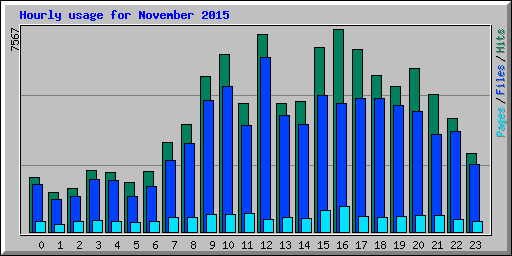 Hourly usage for November 2015
7567
Pages / Files / Hits
0 1 2 3 4 5 6 7 8 9 10 11 12 13 14 15 16 17 18 19 20 21 22 23